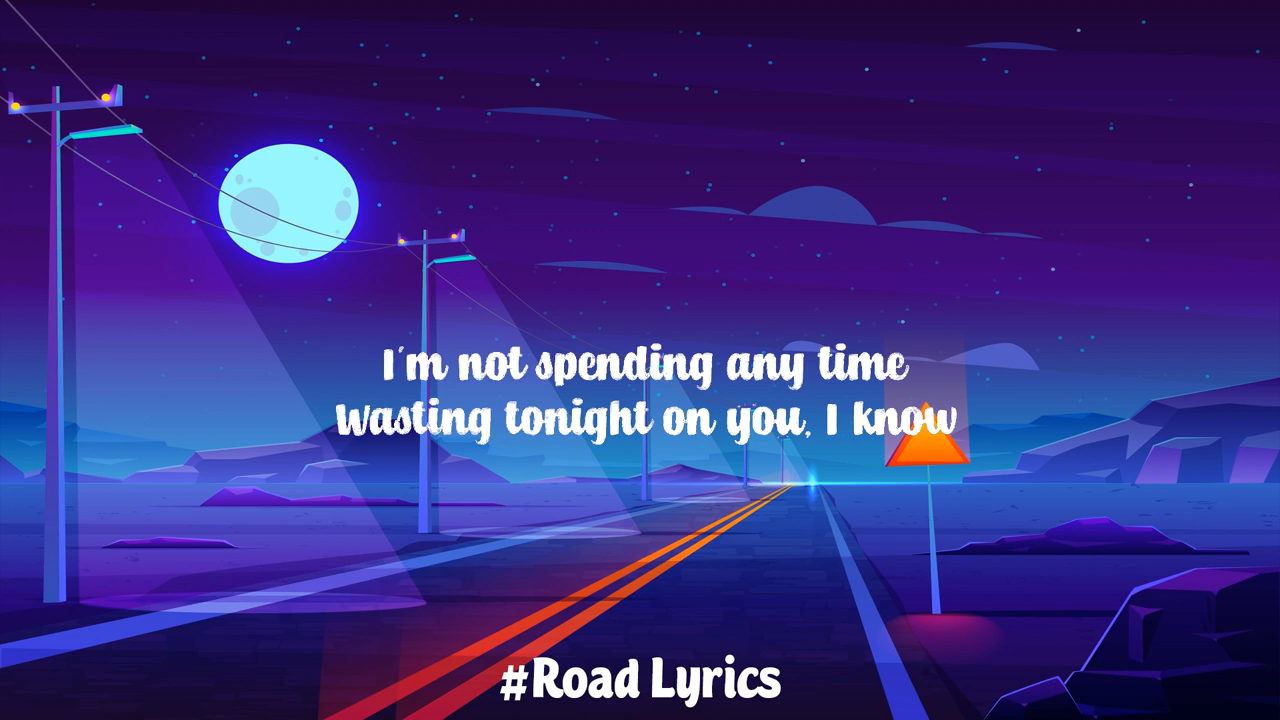 I'm not spending any time
Wasting tonight on you, I know
#Road Lyrics